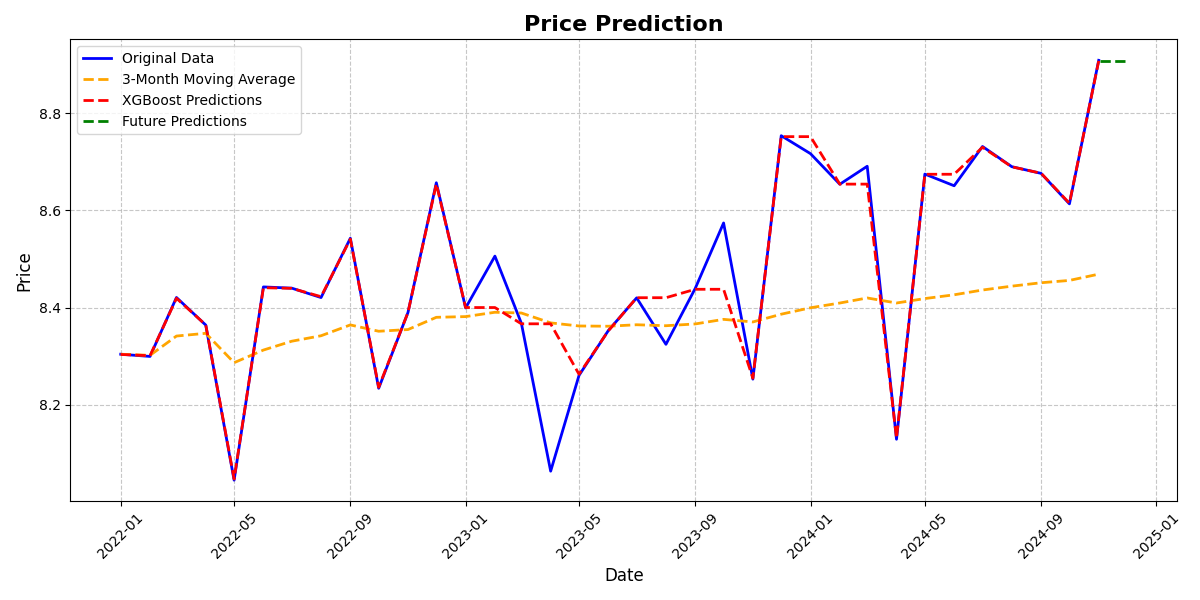 Price Prediction
Original Data
3-Month Moving Average
XGBoost Predictions
Future Predictions
Price
8.8
8.6
8.4
8.2
2022-01
2022-05
2022-09
2023-01
2023-05
2023-09
2024-01
2024-05
2024-09
2025-01
Date